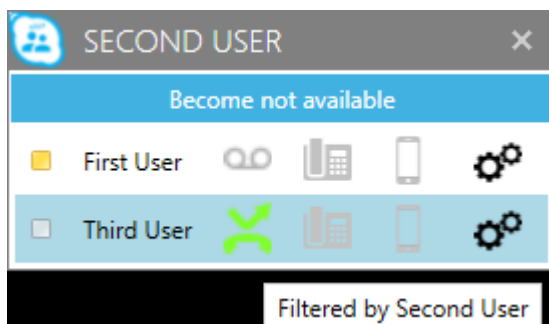 SECOND USER
Become not available
First User
Third User
Filtered by Second User